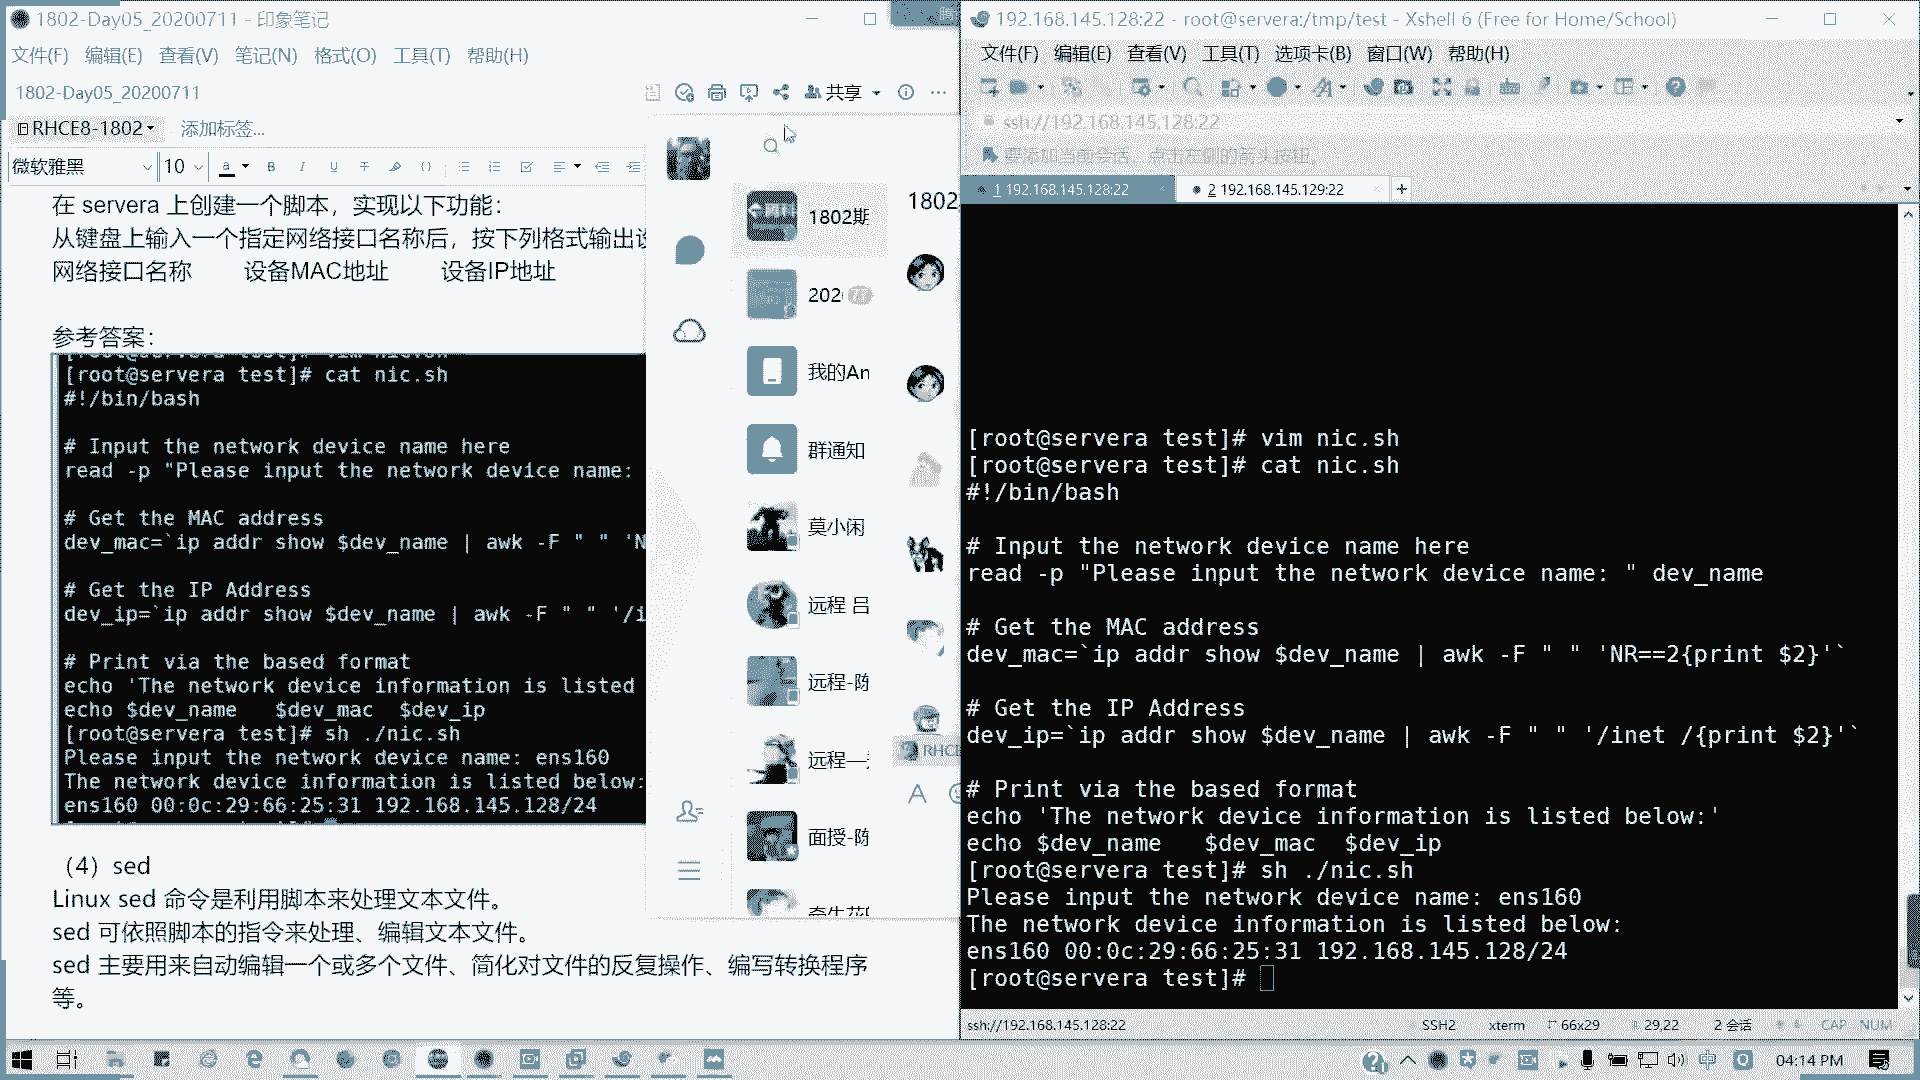 1802-Day05_20200711 - 印象笔记
文件(F) 编辑(E) 查看(V) 笔记(N) 格式(O) 工具(T) 帮助(H)
1802-Day05_20200711
共享
RHCE8-1802
添加标签...
微软雅黑 10
在 servera 上创建一个脚本，实现以下功能：
从键盘上输入一个指定网络接口名称后，按下列格式输出
网络接口名称 设备MAC地址 设备IP地址
参考答案：
[root@servera test]# cat nic.sh
#!/bin/bash
# Input the network device name here
read -p "Please input the network device name:
# Get the MAC address
dev_mac=`ip addr show $dev_name | awk -F " " 'N
# Get the IP Address
dev_ip=`ip addr show $dev_name | awk -F " " '/i
# Print via the based format
echo 'The network device information is listed
echo $dev_name   $dev_mac  $dev_ip
[root@servera test]# sh ./nic.sh
Please input the network device name: ens160
The network device information is listed below:
ens160 00:0c:29:66:25:31 192.168.145.128/24
（4）sed
Linux sed 命令是利用脚本来处理文本文件。
sed 可依照脚本的指令来处理、编辑文本文件。
sed 主要用来自动编辑一个或多个文件、简化对文件的反复操作、编写转换程序
等。
1802期
202 77
我的An
群通知
莫小闲
远程 吕
远程-陈
远程—
面授-陈
1802
RHCE
192.168.145.128:22 - root@servera:/tmp/test - Xshell 6 (Free for Home/School)
文件(F) 编辑(E) 查看(V) 工具(T) 选项卡(B) 窗口(W) 帮助(H)
ssh://192.168.145.128:22
要添加当前会话，点击左侧的箭头按钮。
1 192.168.145.128:22
2 192.168.145.129:22
[root@servera test]# vim nic.sh
[root@servera test]# cat nic.sh
#!/bin/bash
# Input the network device name here
read -p "Please input the network device name: " dev_name
# Get the MAC address
dev_mac=`ip addr show $dev_name | awk -F " " 'NR==2{print $2}'`
# Get the IP Address
dev_ip=`ip addr show $dev_name | awk -F " " '/inet /{print $2}'`
# Print via the based format
echo 'The network device information is listed below:'
echo $dev_name   $dev_mac  $dev_ip
[root@servera test]# sh ./nic.sh
Please input the network device name: ens160
The network device information is listed below:
ens160 00:0c:29:66:25:31 192.168.145.128/24
[root@servera test]#
ssh://192.168.145.128:22 SSH2 xterm 66x29 29,22 2 会话 CAP NUM
中 04:14 PM